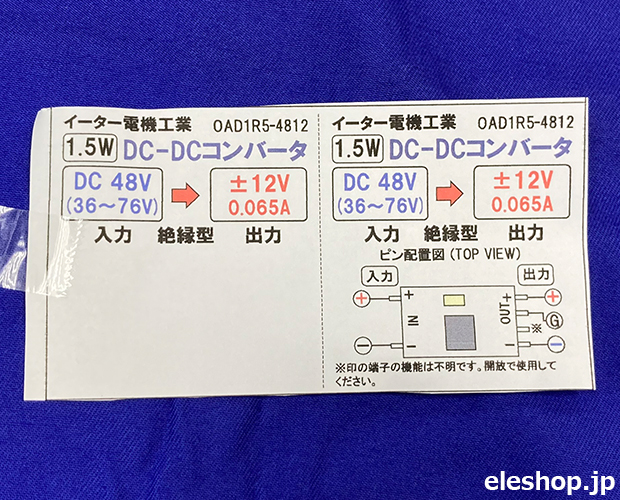 イーター電機工業 OAD1R5-4812
1.5W DC-DCコンバータ
DC 48V
(36～76V)
±12V
0.065A
入力 絶縁型 出力
イーター電機工業 OAD1R5-4812
1.5W DC-DCコンバータ
DC 48V
(36～76V)
±12V
0.065A
入力 絶縁型 出力
ピン配置図(TOP VIEW)
入力 出力
+ + OUT+ +
IN G
※
- - - -
※印の端子の機能は不明です。開放で使用して
ください。
eleshop.jp